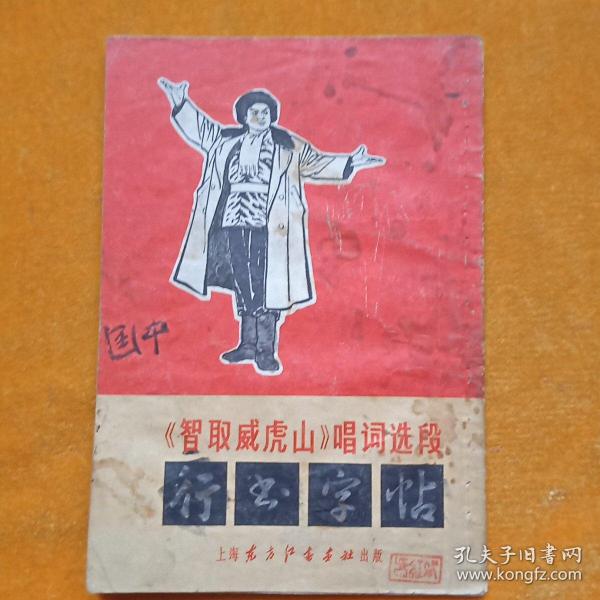 国中
《智取威虎山》唱词选段
行书字帖
上海东方红书画社出版
孔夫子旧书网
www.kongfz.com